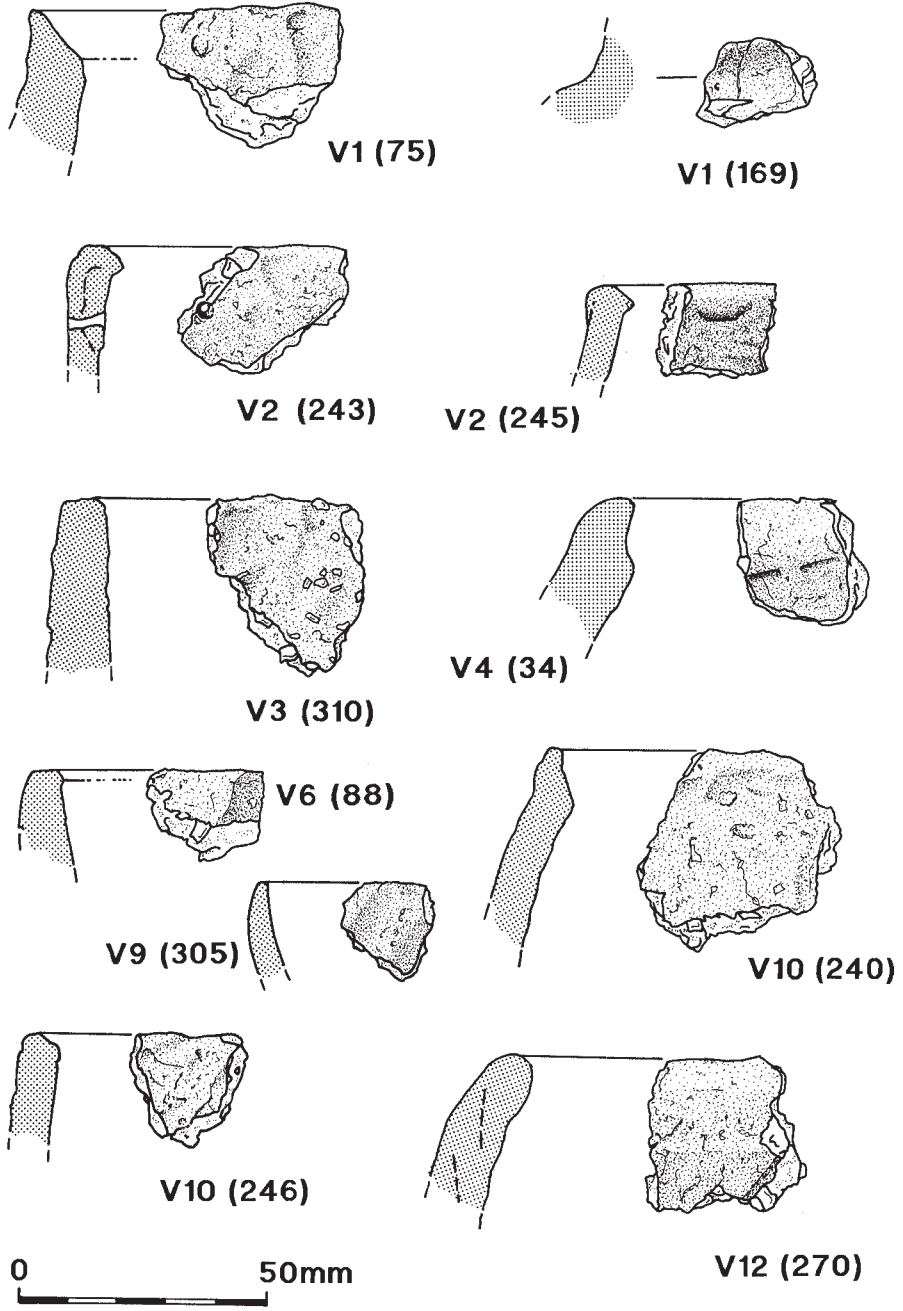 V1 (75)
V1 (169)
V2 (243)
V2 (245)
V3 (310)
V4 (34)
V6 (88)
V9 (305)
V10 (240)
V10 (246)
V12 (270)
0 50mm